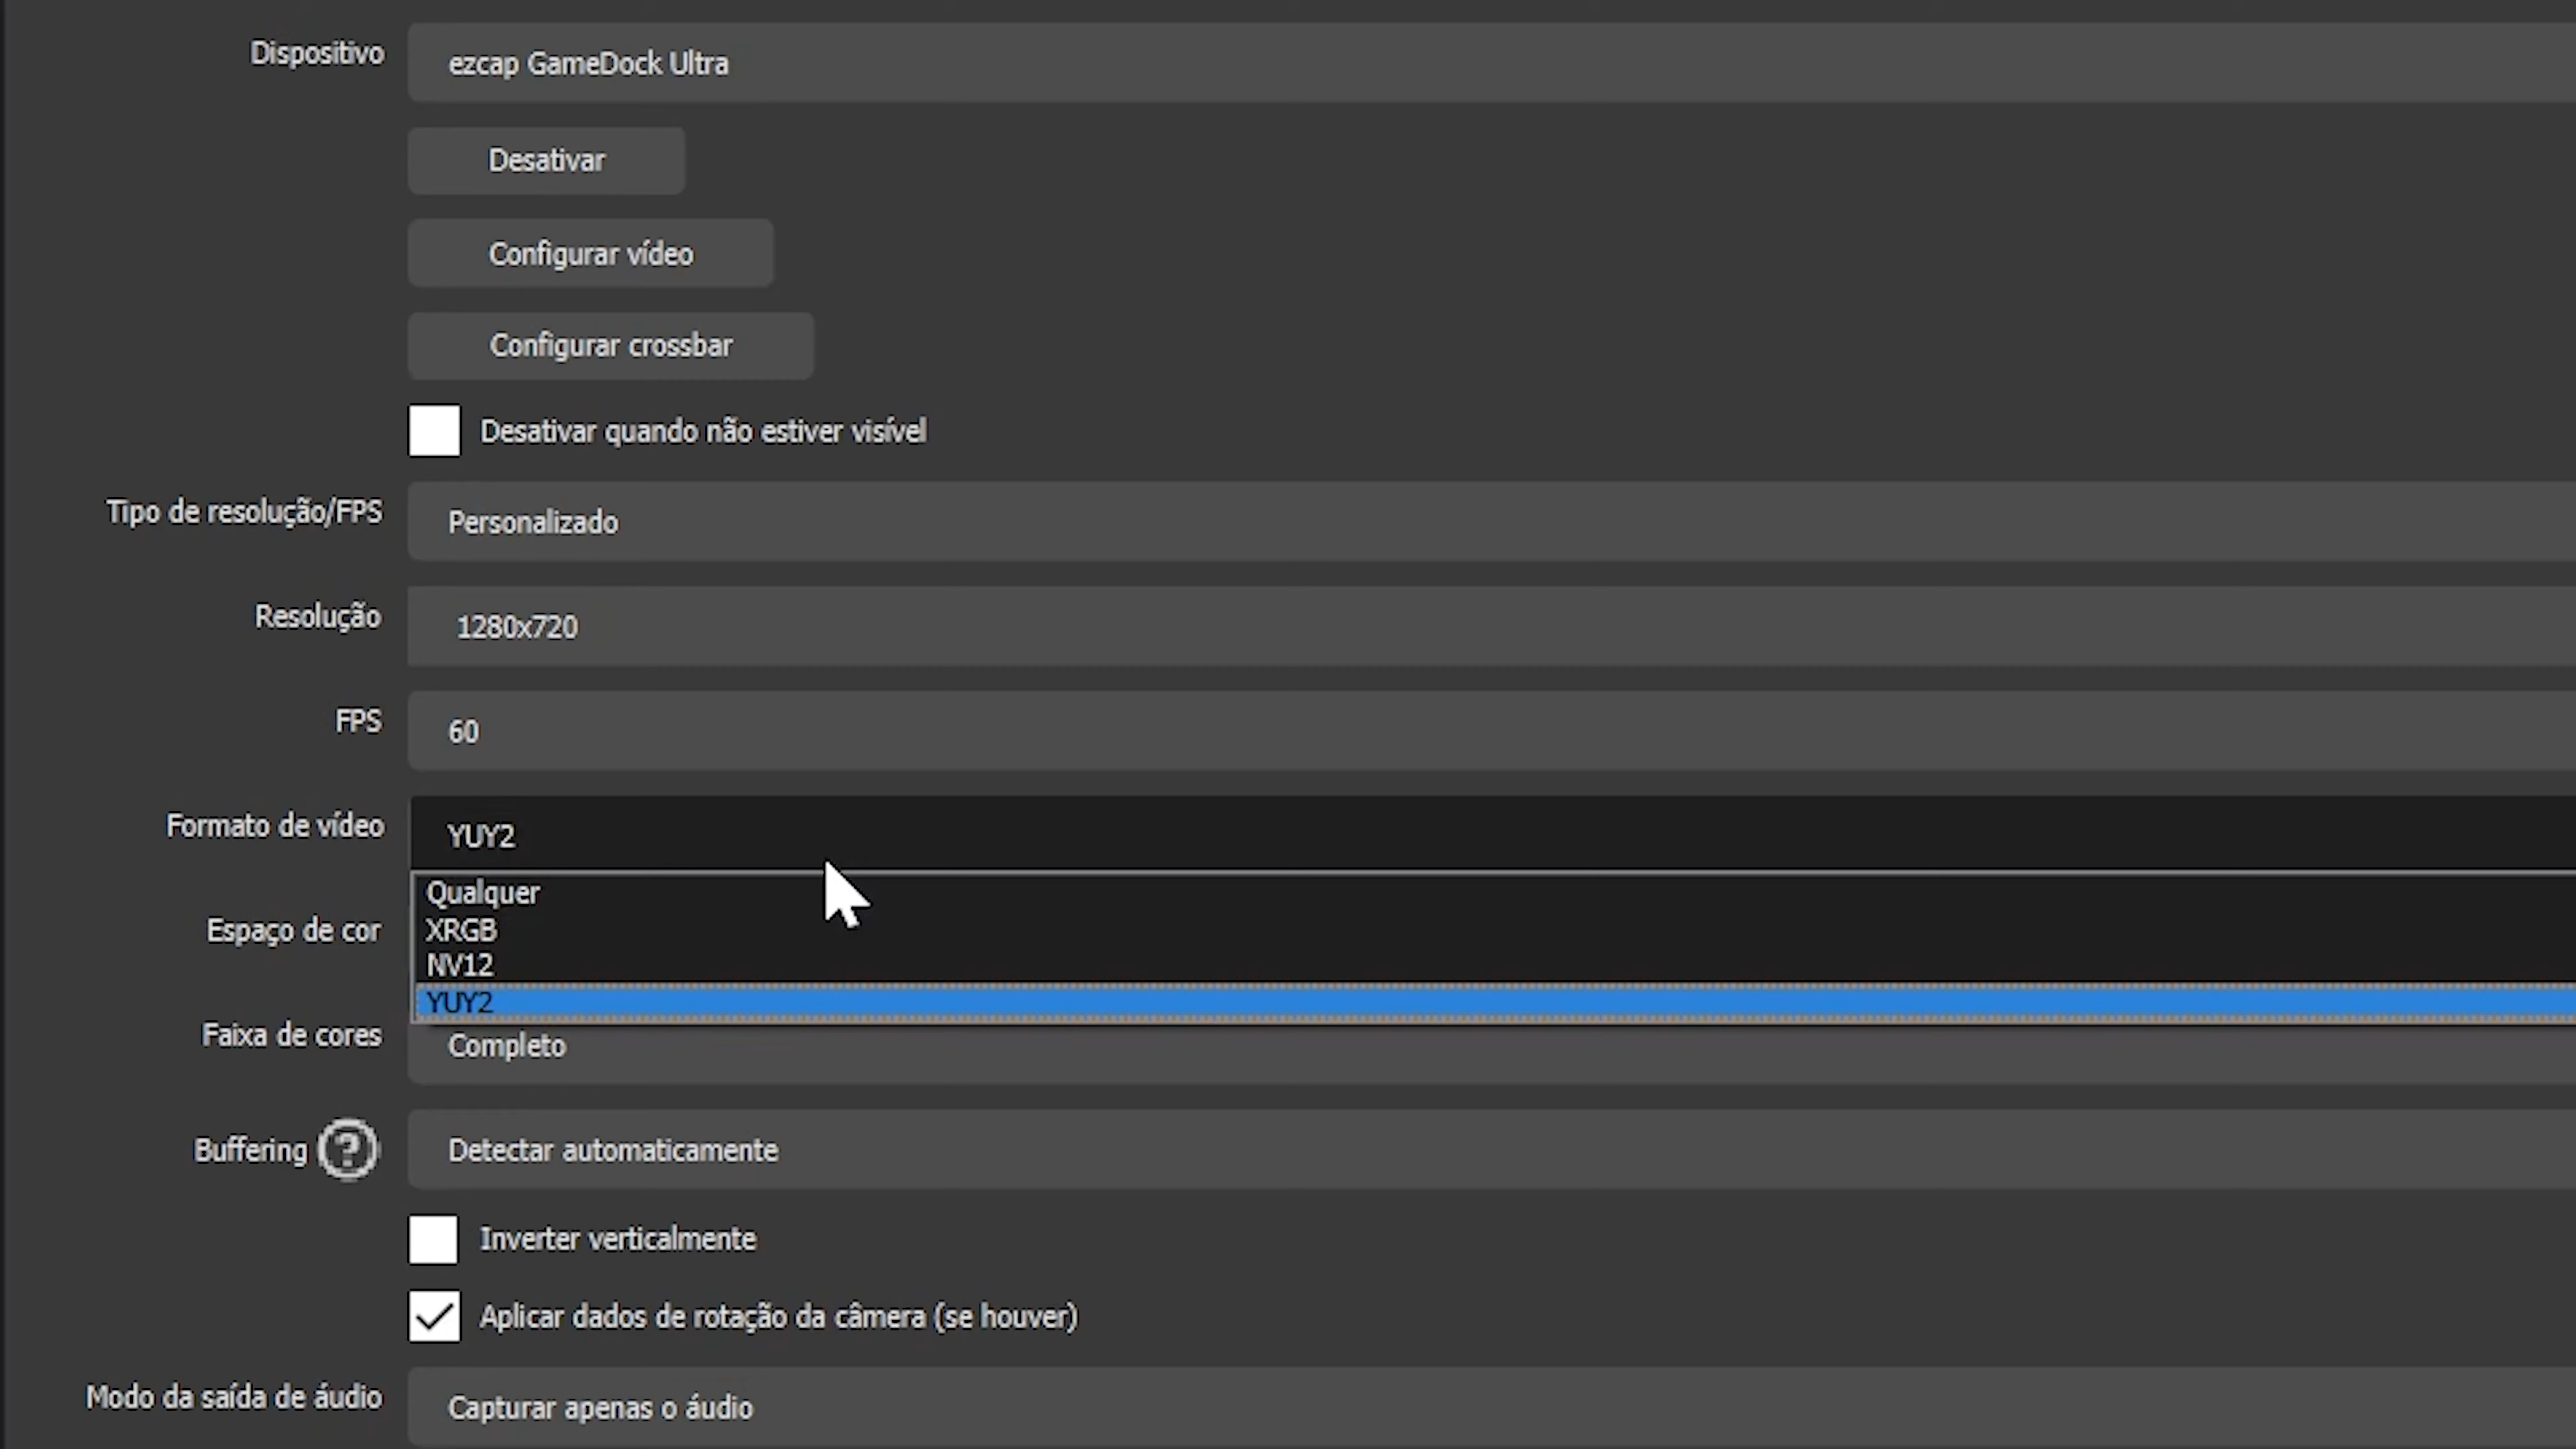 Dispositivo
ezcap GameDock Ultra
Desativar
Configurar vídeo
Configurar crossbar
Desativar quando não estiver visível
Tipo de resolução/FPS
Personalizado
Resolução
1280x720
FPS
60
Formato de vídeo
YUY2
Qualquer
Espaço de cor
XRGB
NV12
YUY2
Faixa de cores
Completo
Buffering ?
Detectar automaticamente
Inverter verticalmente
Aplicar dados de rotação da câmera (se houver)
Modo da saída de áudio
Capturar apenas o áudio